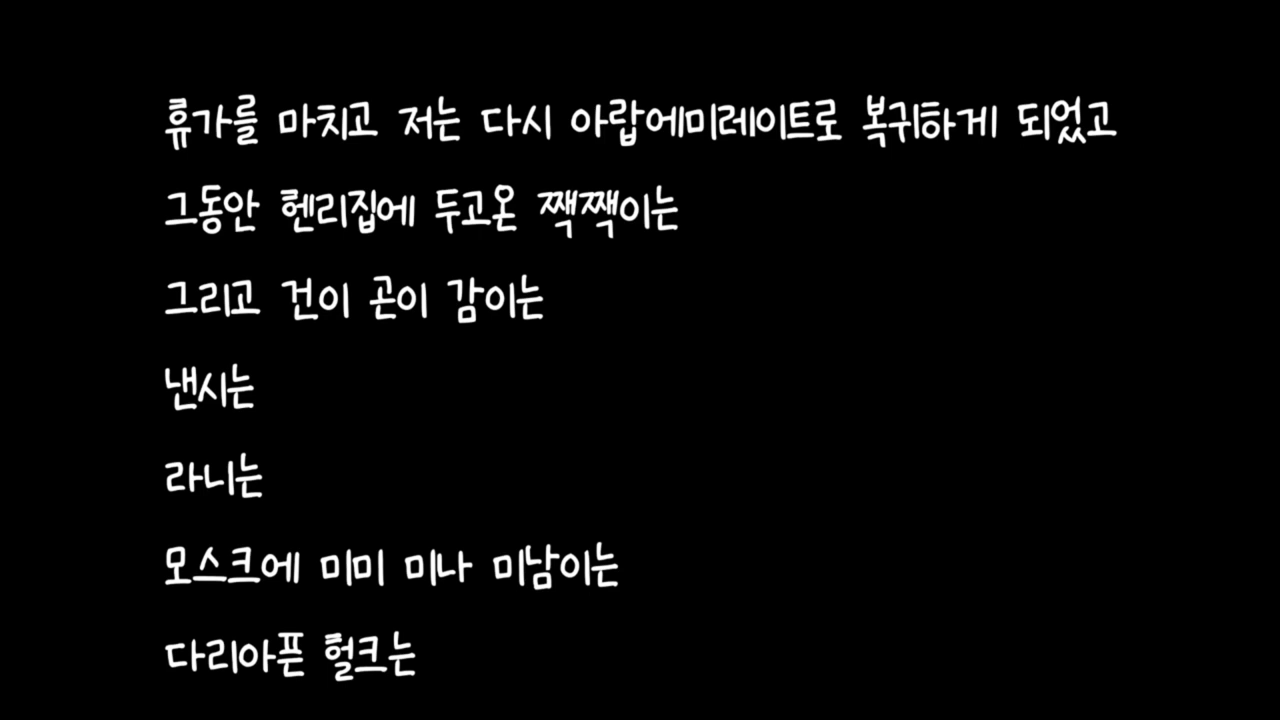 휴가를 마치고 저는 다시 아랍에미레이트로 복귀하게 되었고
그동안 헨리집에 두고온 짹짹이는
그리고 건이 곤이 감이는
낸시는
라니는
모스크에 미미 미나 미남이는
다리아픈 헐크는